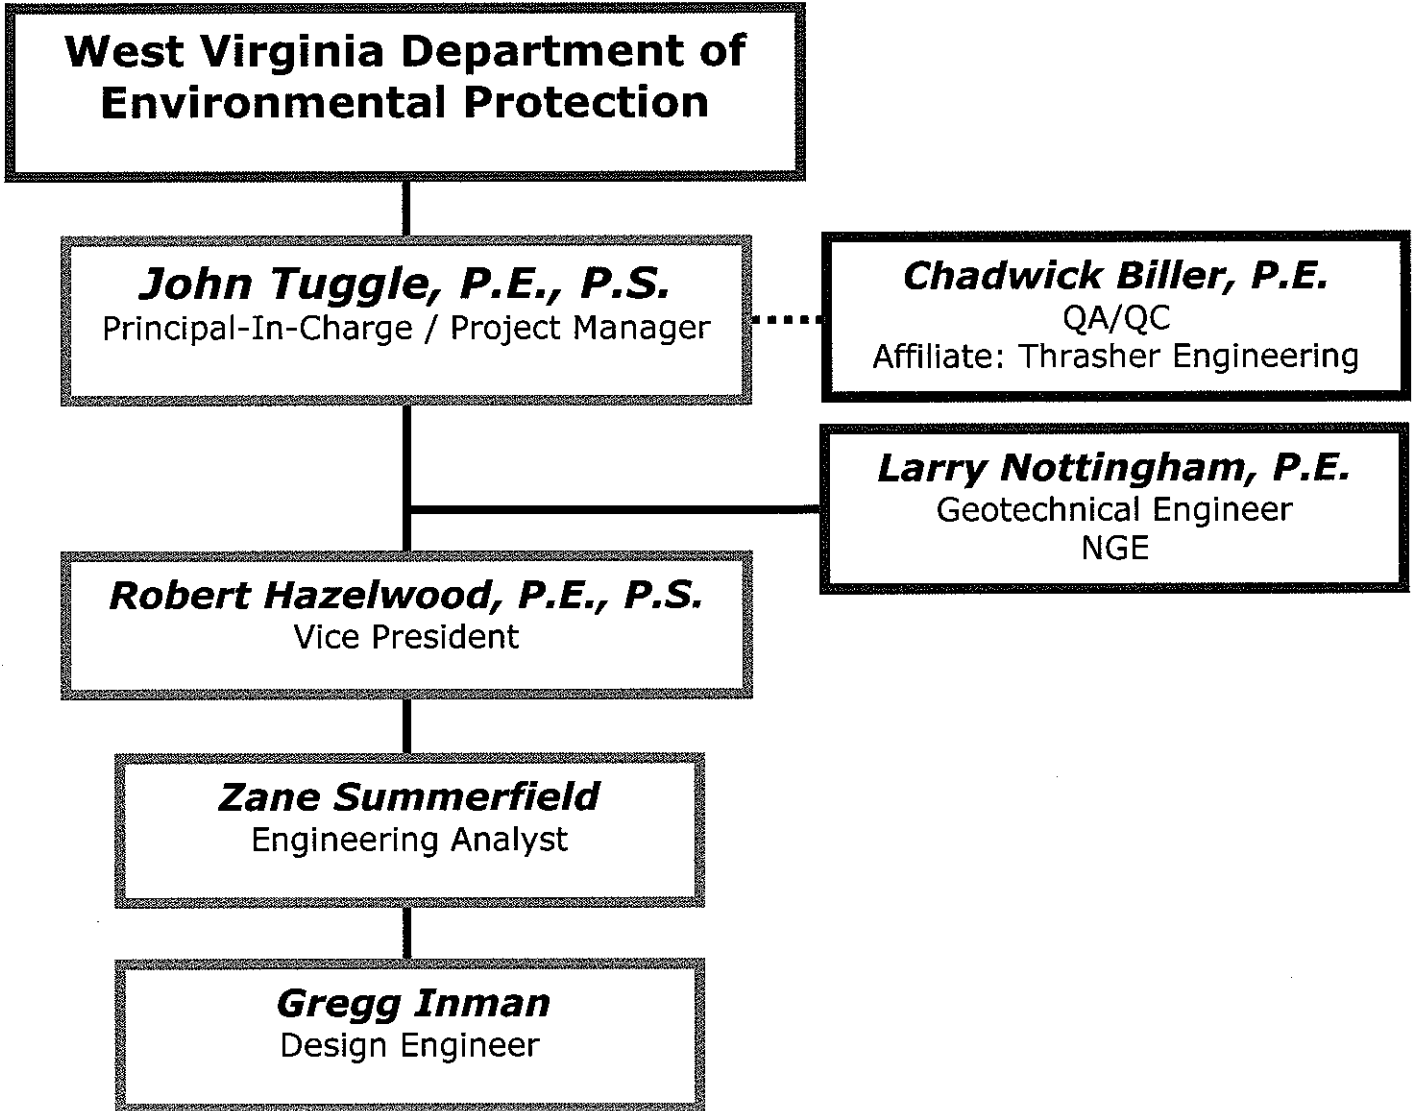 West Virginia Department of
Environmental Protection
John Tuggle, P.E., P.S.
Principal-In-Charge / Project Manager
Chadwick Biller, P.E.
QA/QC
Affiliate: Thrasher Engineering
Larry Nottingham, P.E.
Geotechnical Engineer
NGE
Robert Hazelwood, P.E., P.S.
Vice President
Zane Summerfield
Engineering Analyst
Gregg Inman
Design Engineer